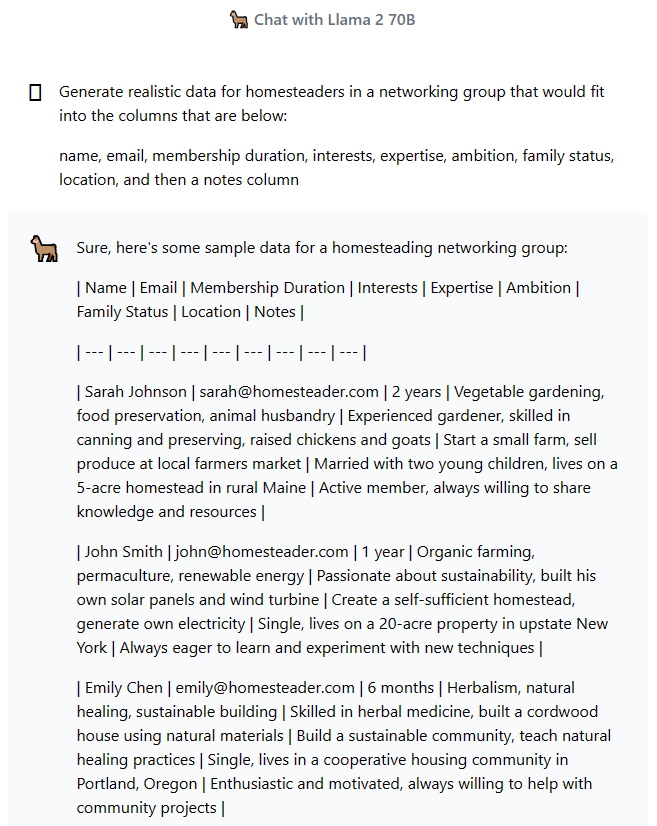 Chat with Llama 2 70B
Generate realistic data for homesteaders in a networking group that would fit
into the columns that are below:
name, email, membership duration, interests, expertise, ambition, family status,
location, and then a notes column
Sure, here's some sample data for a homesteading networking group:
| Name | Email | Membership Duration | Interests | Expertise | Ambition |
Family Status | Location | Notes |
| --- | --- | --- | --- | --- | --- | --- | --- | --- |
| Sarah Johnson | sarah@homesteader.com | 2 years | Vegetable gardening,
food preservation, animal husbandry | Experienced gardener, skilled in
canning and preserving, raised chickens and goats | Start a small farm, sell
produce at local farmers market | Married with two young children, lives on a
5-acre homestead in rural Maine | Active member, always willing to share
knowledge and resources |
| John Smith | john@homesteader.com | 1 year | Organic farming,
permaculture, renewable energy | Passionate about sustainability, built his
own solar panels and wind turbine | Create a self-sufficient homestead,
generate own electricity | Single, lives on a 20-acre property in upstate New
York | Always eager to learn and experiment with new techniques |
| Emily Chen | emily@homesteader.com | 6 months | Herbalism, natural
healing, sustainable building | Skilled in herbal medicine, built a cordwood
house using natural materials | Build a sustainable community, teach natural
healing practices | Single, lives in a cooperative housing community in
Portland, Oregon | Enthusiastic and motivated, always willing to help with
community projects |